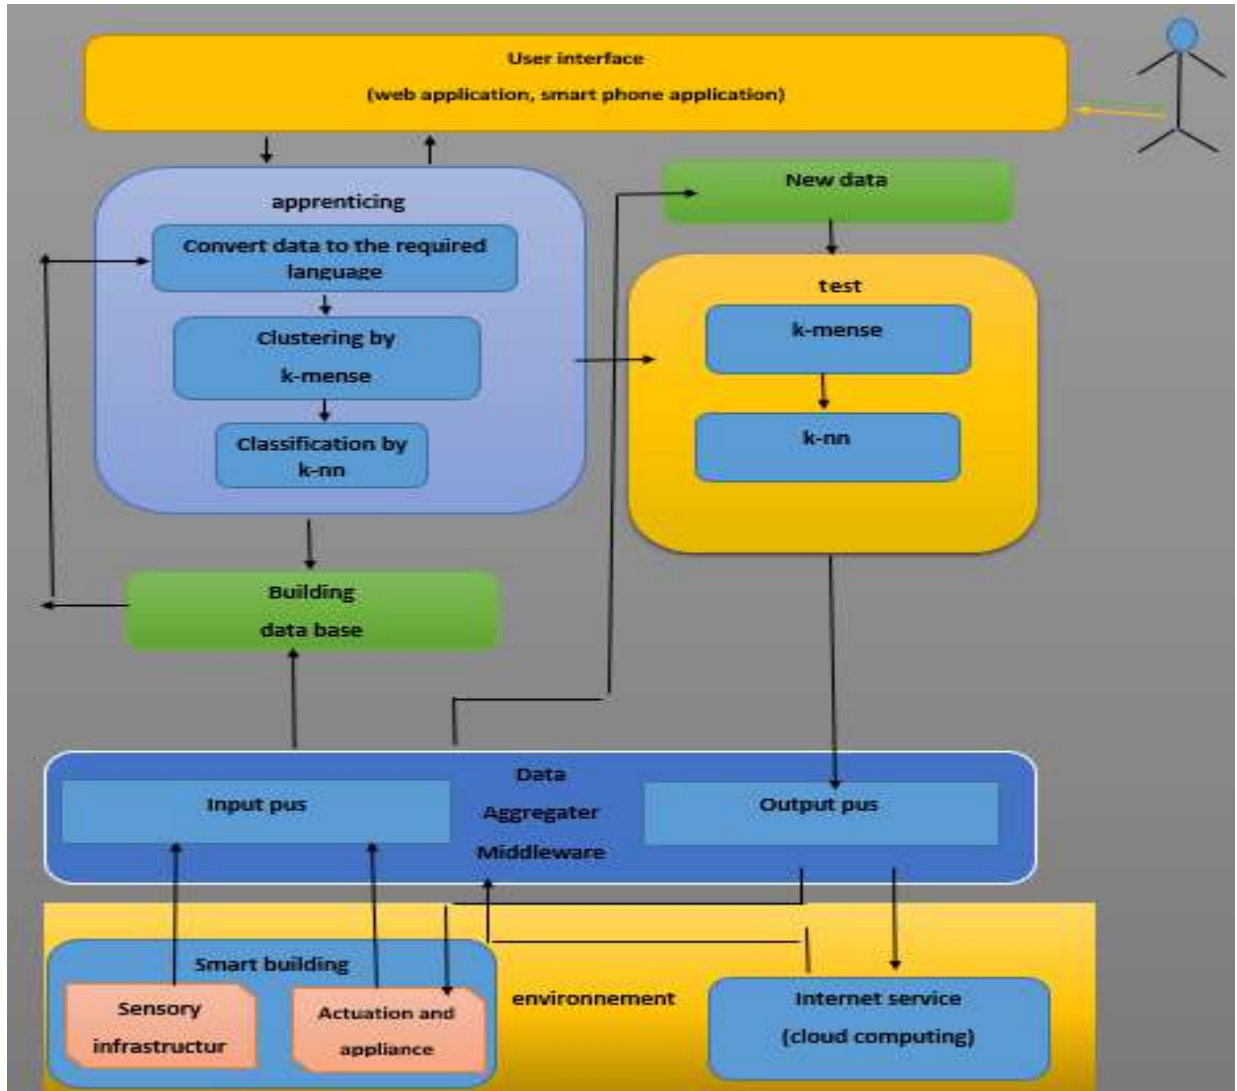 User interface
(web application, smart phone application)
apprenticing
Convert data to the required
language
Clustering by
k-mense
Classification by
k-nn
New data
test
k-mense
k-nn
Building
data base
Input pus
Data
Aggregater
Middleware
Output pus
Smart building
Sensory
infrastructur
Actuation and
appliance
environnement
Internet service
(cloud computing)